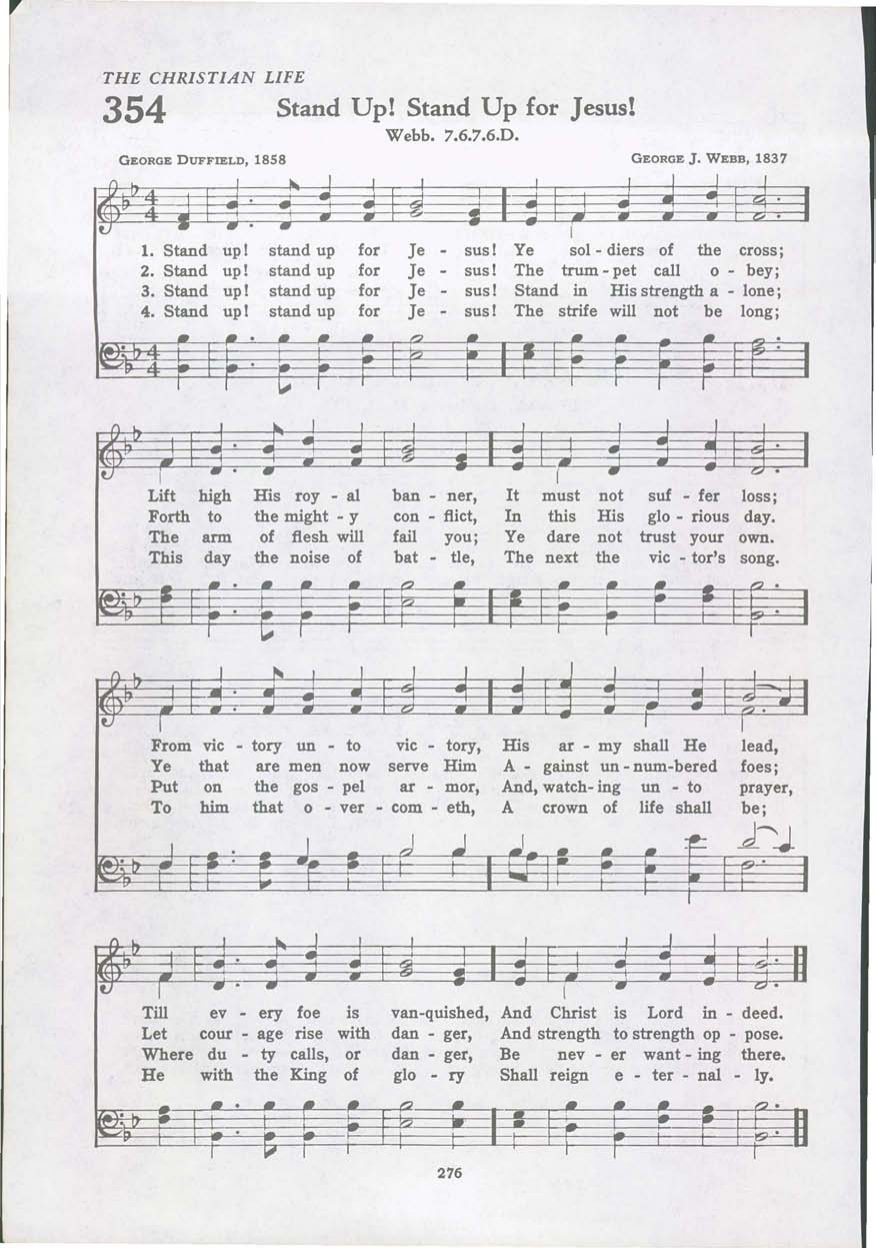 THE CHRISTIAN LIFE
354 Stand Up! Stand Up for Jesus!
Webb. 7.6.7.6.D.
GEORGE DUFFIELD, 1858 GEORGE J. WEBB, 1837
1. Stand up! stand up for Je - sus! Ye sol - diers of the cross;
2. Stand up! stand up for Je - sus! The trum - pet call o - bey;
3. Stand up! stand up for Je - sus! Stand in His strength a - lone;
4. Stand up! stand up for Je - sus! The strife will not be long;
Lift high His roy - al ban - ner, It must not suf - fer loss;
Forth to the might - y con - flict, In this His glo - rious day.
The arm of flesh will fail you; Ye dare not trust your own.
This day the noise of bat - tle, The next the vic - tor's song.
From vic - tory un - to vic - tory, His ar - my shall He lead,
Ye that are men now serve Him A - gainst un - num - bered foes;
Put on the gos - pel ar - mor, And, watch - ing un - to prayer,
To him that o - ver - com - eth, A crown of life shall be;
Till ev - ery foe is van - quished, And Christ is Lord in - deed.
Let cour - age rise with dan - ger, And strength to strength op - pose.
Where du - ty calls, or dan - ger, Be nev - er want - ing there.
He with the King of glo - ry Shall reign e - ter - nal - ly.
276